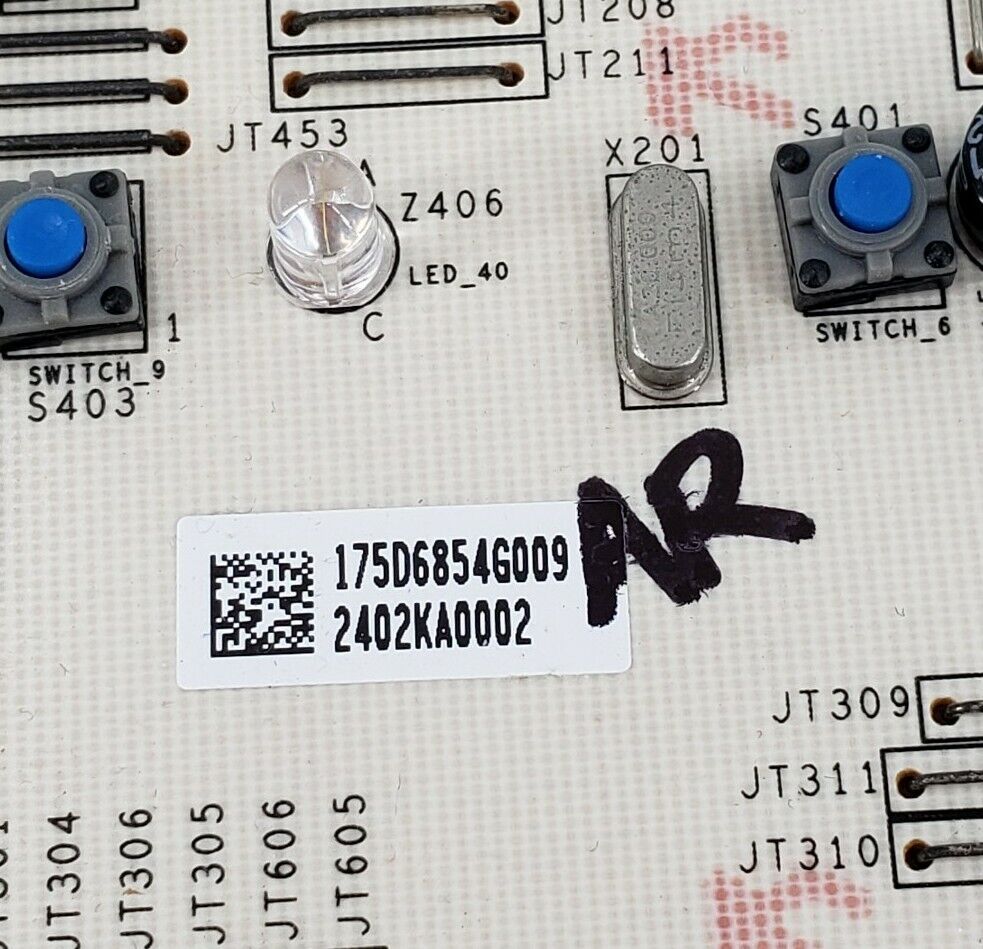 JT208
JT211
JT453
A
Z406
LED_40
C
X201
S401
SWITCH_6
1
SWITCH_9
S403
NR
175D6854G009
2402KA0002
JT309
JT311
JT310
JT304
JT306
JT305
JT606
JT605